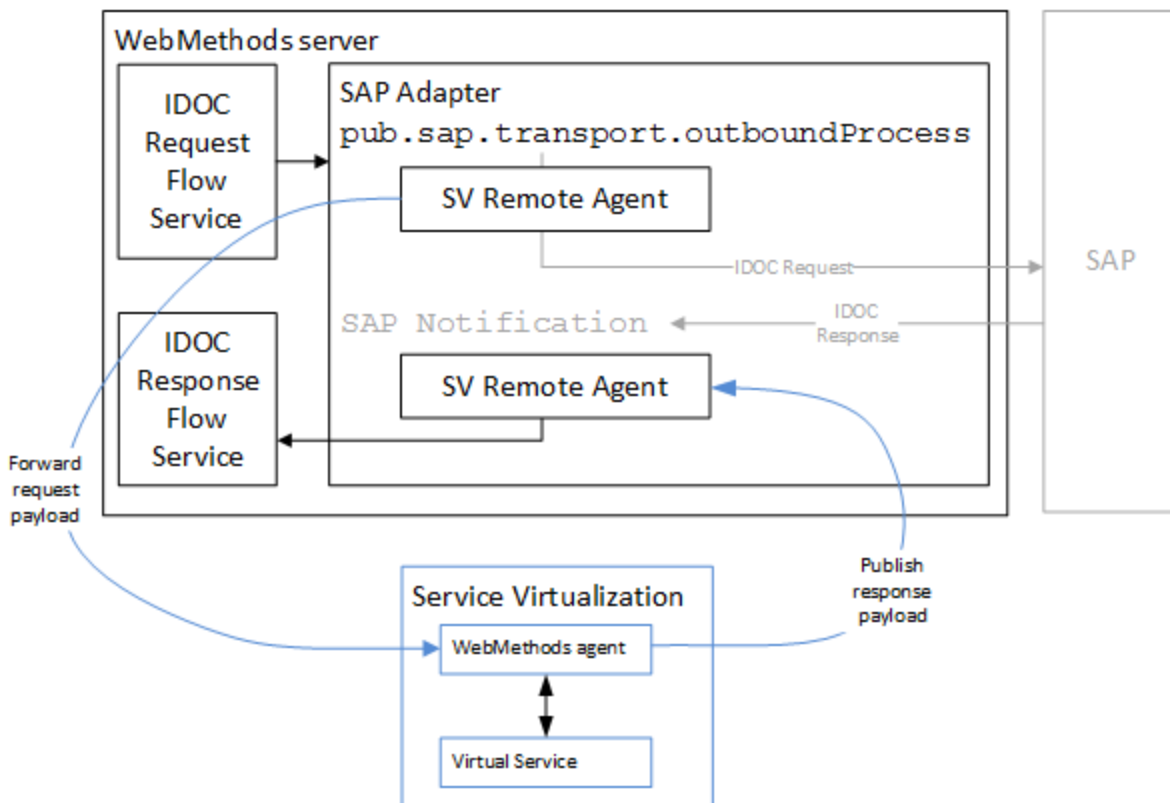 WebMethods server
IDOC
Request
Flow
Service
SAP Adapter
pub.sap.transport.outboundProcess
SV Remote Agent
IDOC Request
SAP
SAP Notification
IDOC
Response
IDOC
Response
Flow
Service
SV Remote Agent
Forward
request
payload
Publish
response
payload
Service Virtualization
WebMethods agent
Virtual Service